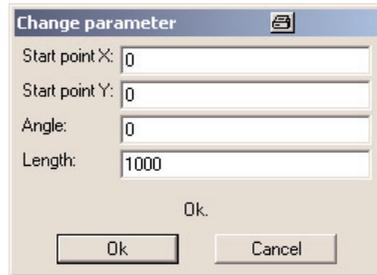 Change parameter
Start point X: 0
Start point Y: 0
Angle: 0
Length: 1000
Ok.
Ok Cancel